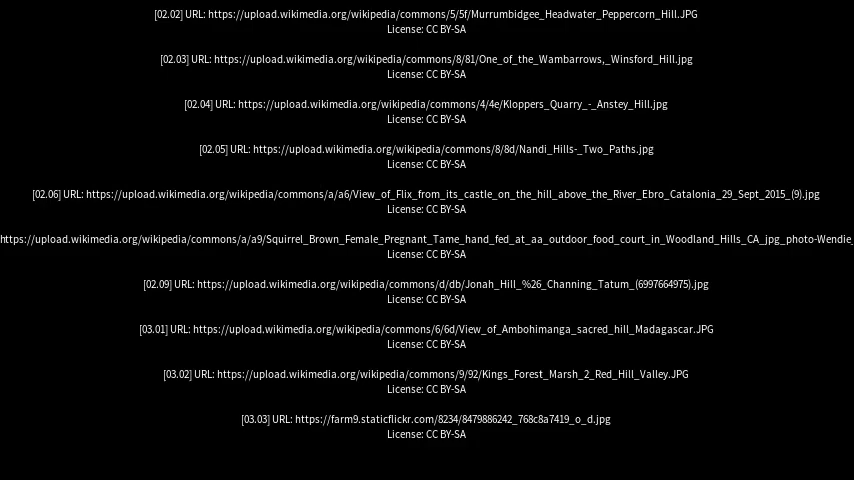 [02.02] URL: https://upload.wikimedia.org/wikipedia/commons/5/5f/Murrumbidgee_Headwater_Peppercorn_Hill.JPG
License: CC BY-SA
[02.03] URL: https://upload.wikimedia.org/wikipedia/commons/8/81/One_of_the_Wambarrows,_Winsford_Hill.jpg
License: CC BY-SA
[02.04] URL: https://upload.wikimedia.org/wikipedia/commons/4/4e/Kloppers_Quarry_-_Anstey_Hill.jpg
License: CC BY-SA
[02.05] URL: https://upload.wikimedia.org/wikipedia/commons/8/8d/Nandi_Hills-_Two_Paths.jpg
License: CC BY-SA
[02.06] URL: https://upload.wikimedia.org/wikipedia/commons/a/a6/View_of_Flix_from_its_castle_on_the_hill_above_the_River_Ebro_Catalonia_29_Sept_2015_(9).jpg
License: CC BY-SA
https://upload.wikimedia.org/wikipedia/commons/a/a9/Squirrel_Brown_Female_Pregnant_Tame_hand_fed_at_aa_outdoor_food_court_in_Woodland_Hills_CA_jpg_photo-Wendie_
License: CC BY-SA
[02.09] URL: https://upload.wikimedia.org/wikipedia/commons/d/db/Jonah_Hill_%26_Channing_Tatum_(6997664975).jpg
License: CC BY-SA
[03.01] URL: https://upload.wikimedia.org/wikipedia/commons/6/6d/View_of_Ambohimanga_sacred_hill_Madagascar.JPG
License: CC BY-SA
[03.02] URL: https://upload.wikimedia.org/wikipedia/commons/9/92/Kings_Forest_Marsh_2_Red_Hill_Valley.JPG
License: CC BY-SA
[03.03] URL: https://farm9.staticflickr.com/8234/8479886242_768c8a7419_o_d.jpg
License: CC BY-SA